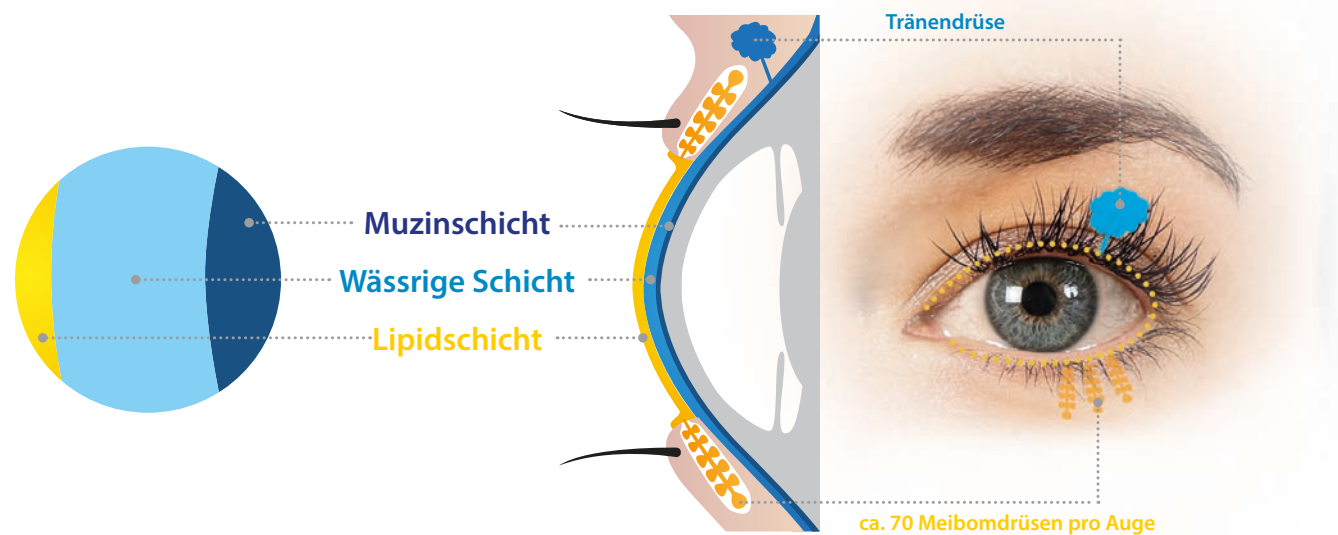 Tränendrüse
Muzinschicht
Wässrige Schicht
Lipidschicht
ca. 70 Meibomdrüsen pro Auge